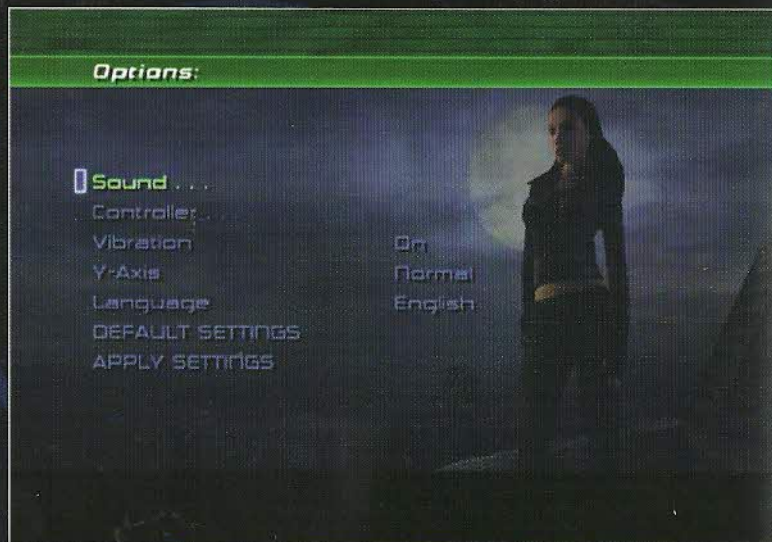 Options:
Sound . . .
Controller . . .
Vibration On
Y-Axis Normal
Language English
DEFAULT SETTINGS
APPLY SETTINGS